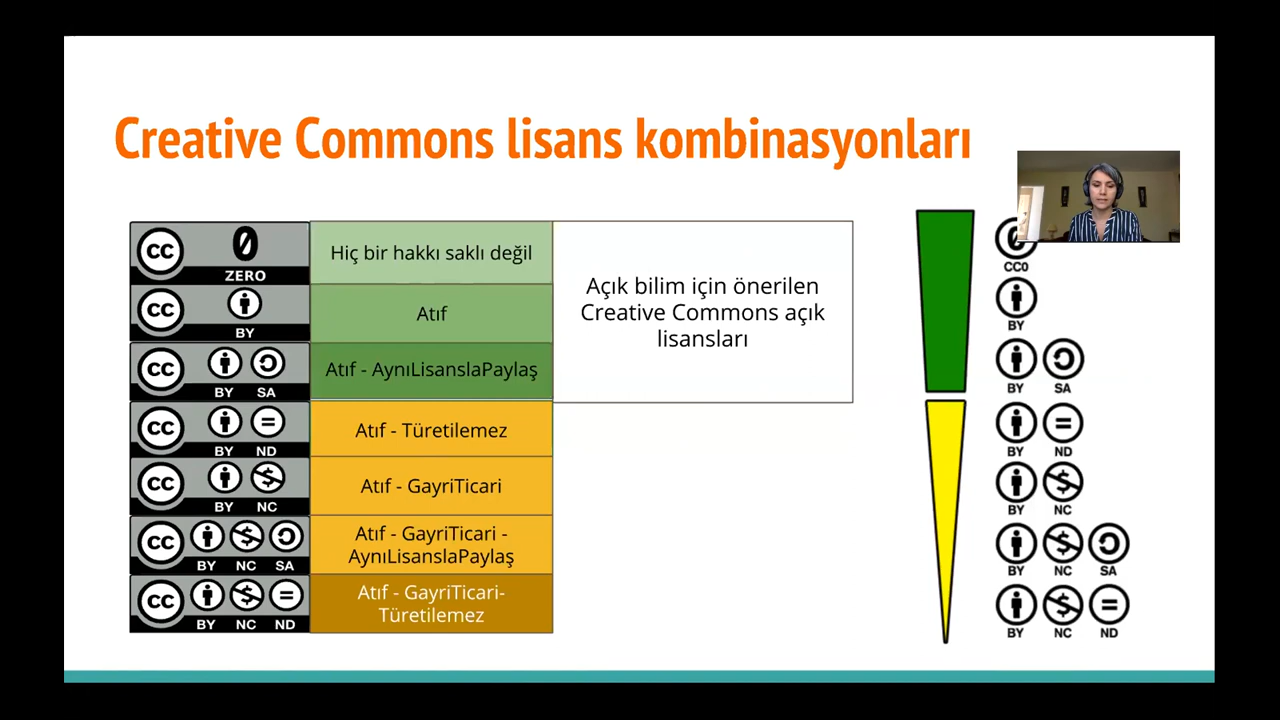 Creative Commons lisans kombinasyonları
CC 0 ZERO
Hiç bir hakkı saklı değil
CC BY
Atıf
CC BY SA
Atıf - AynıLisanslaPaylaş
CC BY ND
Atıf - Türetilemez
CC BY NC
Atıf - GayriTicari
CC BY NC SA
Atıf - GayriTicari -
AynıLisanslaPaylaş
CC BY NC ND
Atıf - GayriTicari-
Türetilemez
Açık bilim için önerilen
Creative Commons açık
lisansları
CC0
BY
BY SA
BY ND
BY NC
BY NC SA
BY NC ND